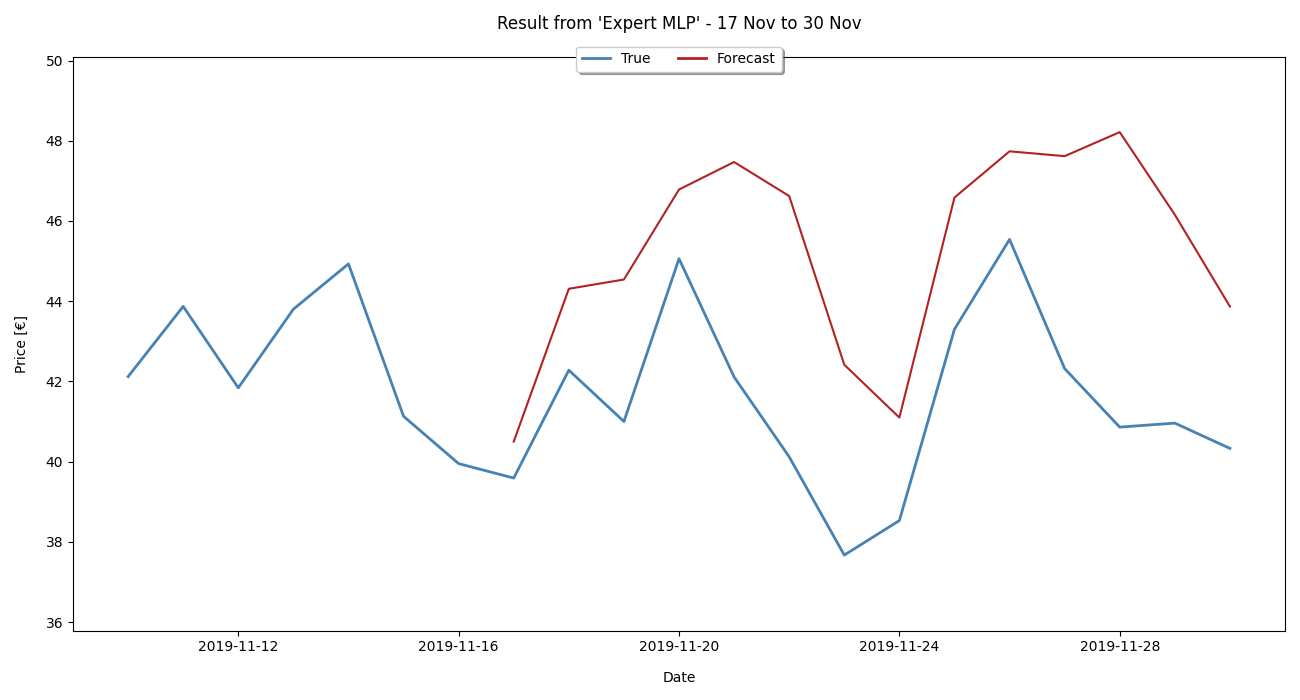 Result from 'Expert MLP' - 17 Nov to 30 Nov
True Forecast
50
48
46
44
42
40
38
36
Price [€]
2019-11-12 2019-11-16 2019-11-20 2019-11-24 2019-11-28
Date